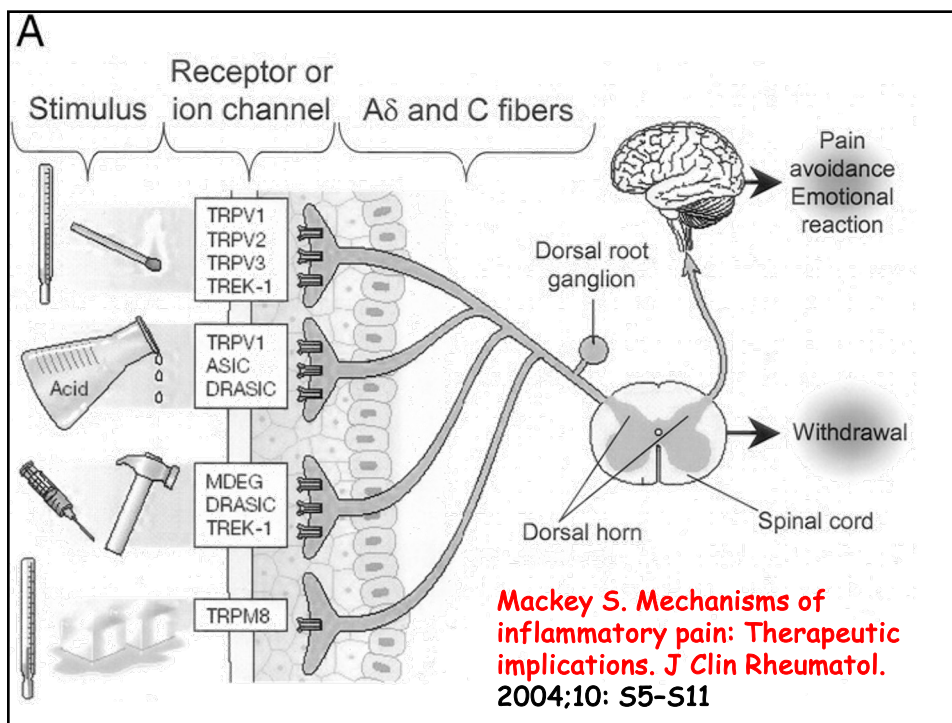 A
Stimulus
Receptor or
ion channel
Aδ and C fibers
TRPV1
TRPV2
TRPV3
TREK-1
Acid
TRPV1
ASIC
DRASIC
MDEG
DRASIC
TREK-1
TRPM8
Dorsal root
ganglion
Pain
avoidance
Emotional
reaction
Withdrawal
Dorsal horn
Spinal cord
Mackey S. Mechanisms of
inflammatory pain: Therapeutic
implications. J Clin Rheumatol.
2004;10: S5–S11